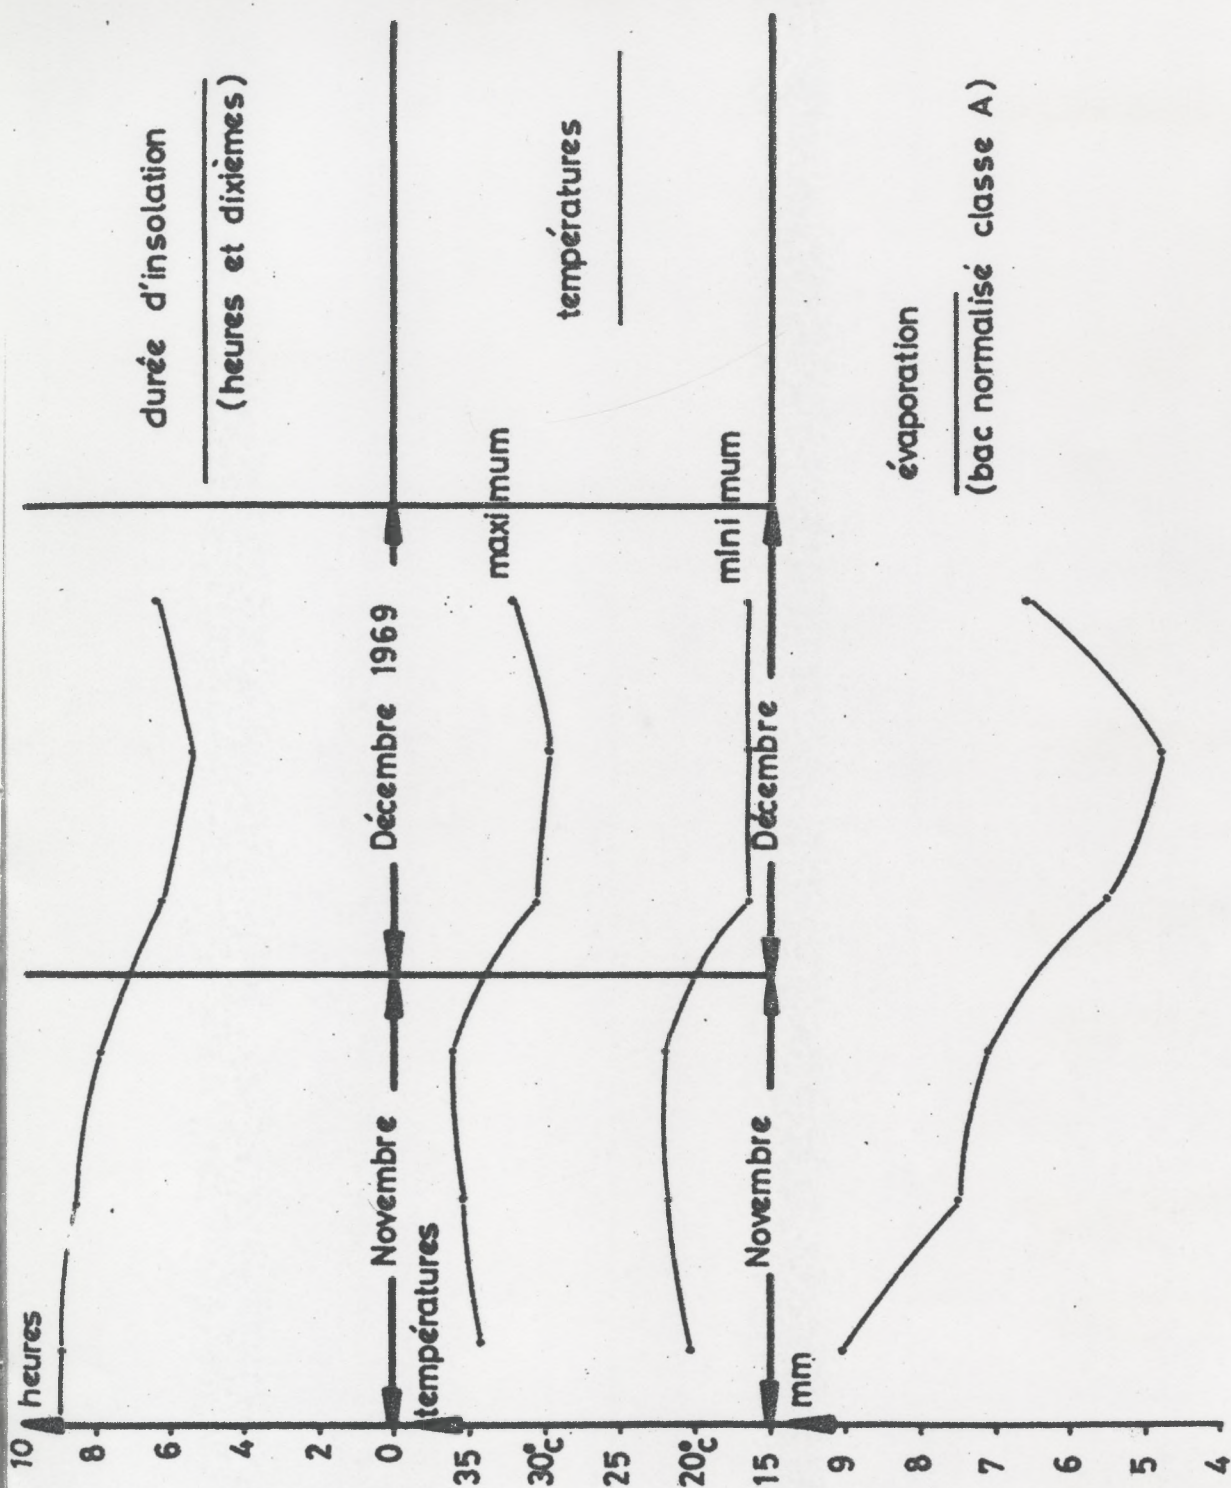 heures
10
8
6
4
2
0
durée d'insolation
(heures et dixièmes)
Novembre
Décembre 1969
températures
35
30°c
25
20°c
15
maximum
minimum
températures
Novembre
Décembre
mm
9
8
7
6
5
4
évaporation
(bac normalisé classe A)